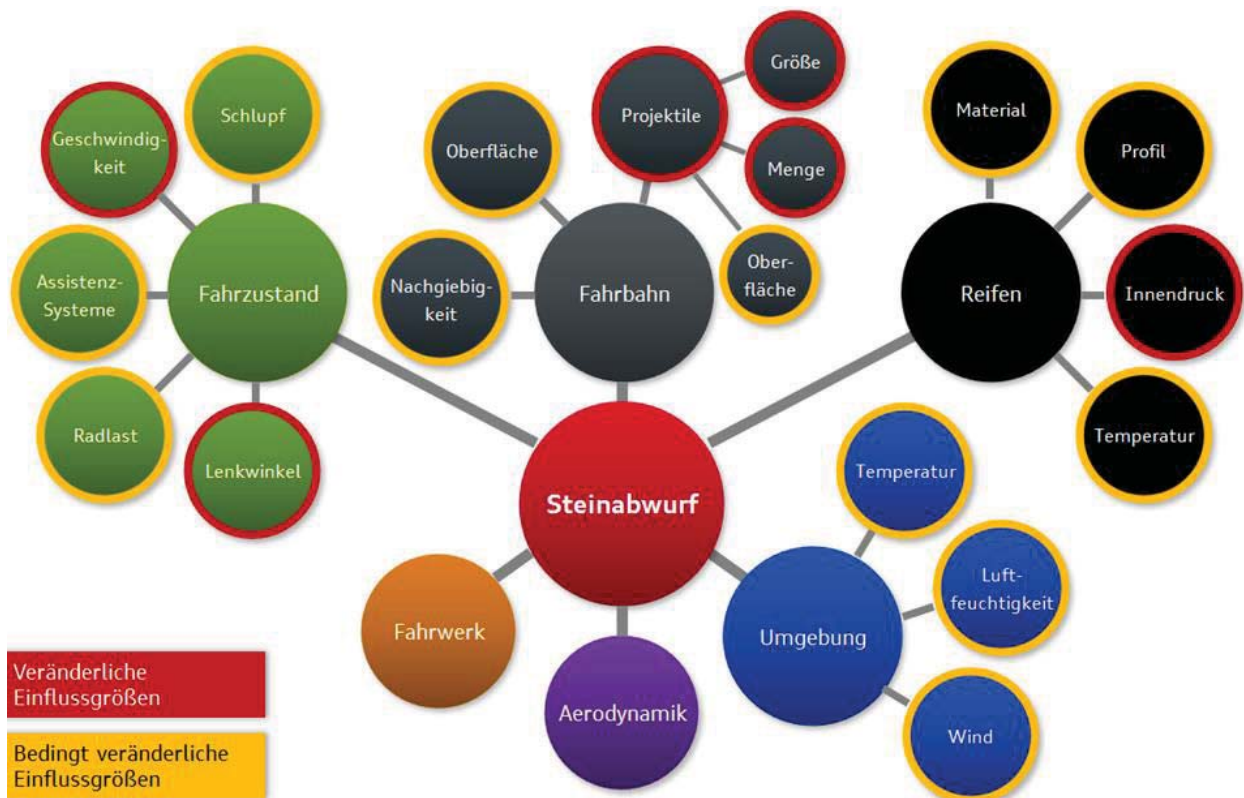 Größe
Schlupf
Projektile
Material
Geschwindig-
keit
Oberfläche
Menge
Profil
Ober-
fläche
Assistenz-
Systeme
Fahrzustand
Nachgiebig-
keit
Fahrbahn
Reifen
Innendruck
Radlast
Lenkwinkel
Temperatur
Temperatur
Steinabwurf
Luft-
feuchtigkeit
Fahrwerk
Umgebung
Aerodynamik
Wind
Veränderliche
Einflussgrößen
Bedingt veränderliche
Einflussgrößen